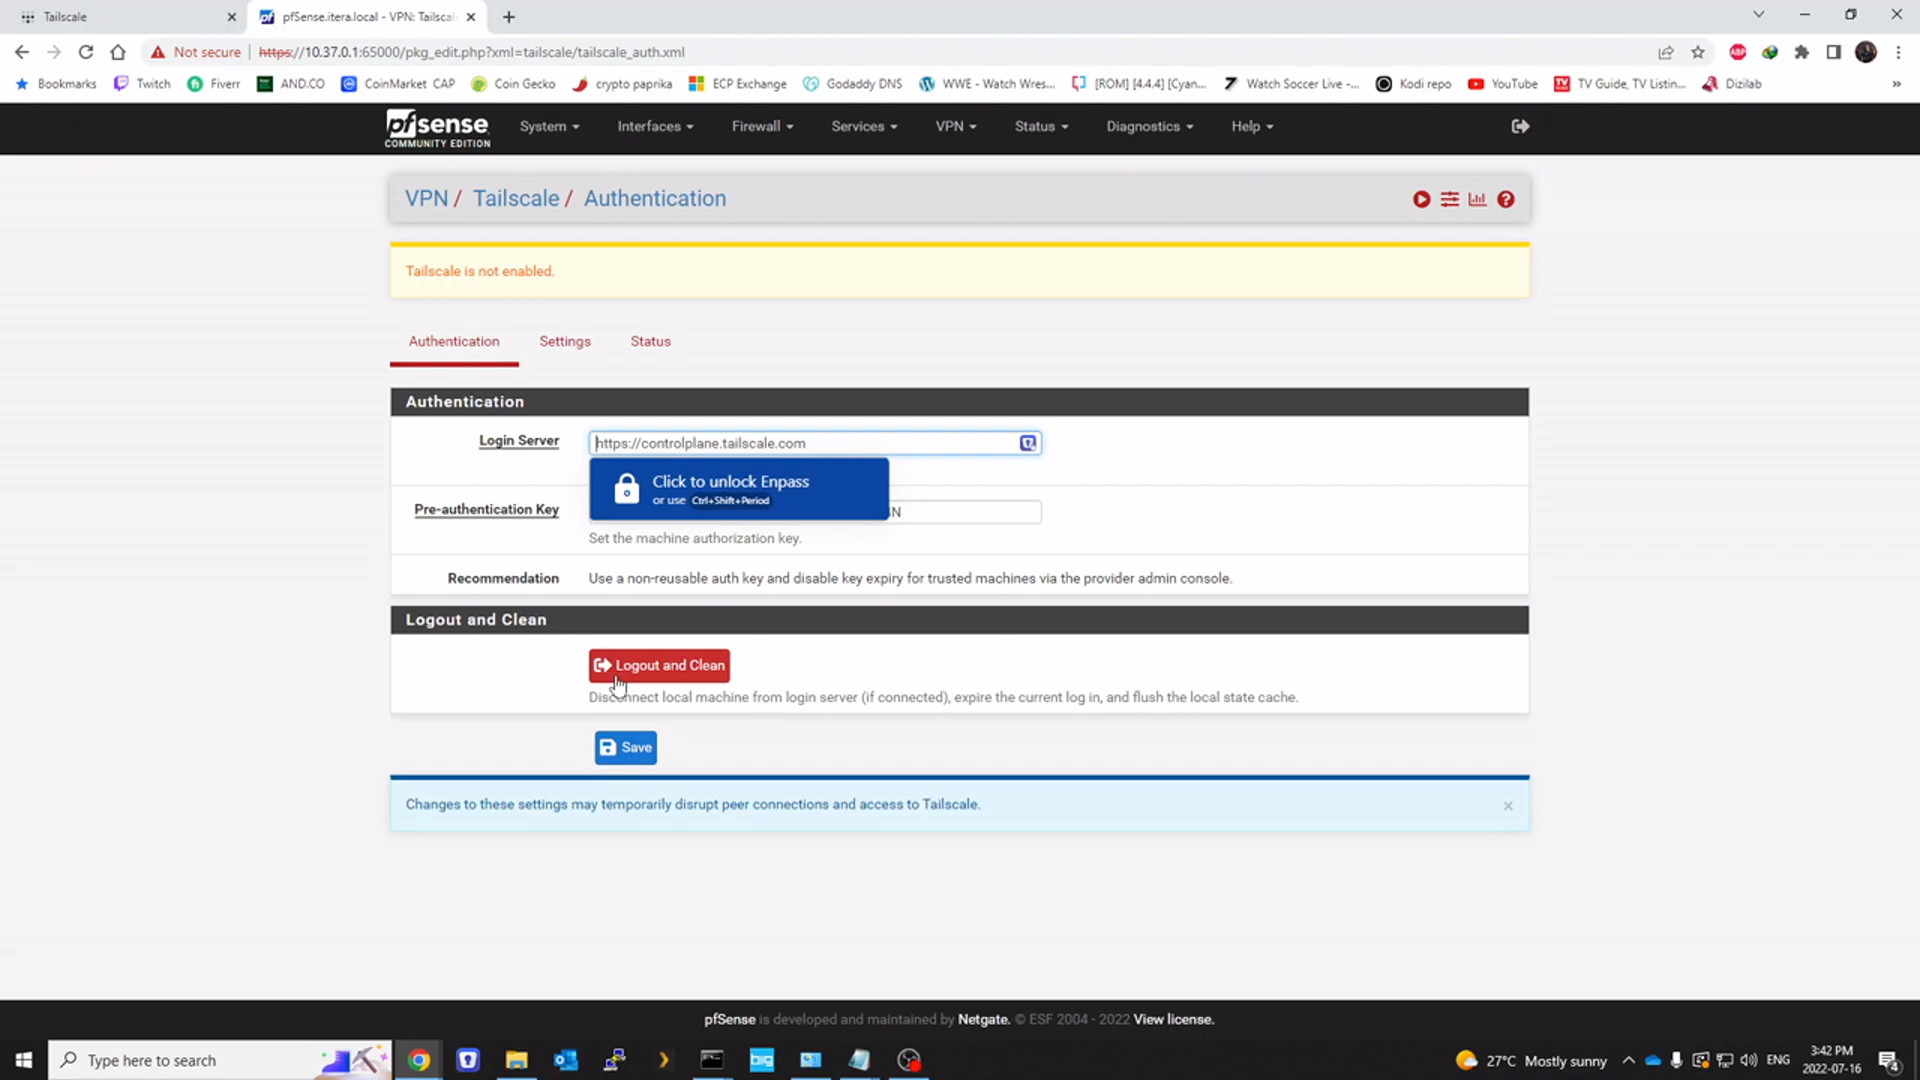 Tailscale
pfSense.itera.local - VPN: Tailsca
Not secure
https://10.37.0.1:65000/pkg_edit.php?xml=tailscale/tailscale_auth.xml
ABP
Bookmarks
Twitch
Fiverr
AND.CO
CoinMarket CAP
Coin Gecko
crypto paprika
ECP Exchange
Godaddy DNS
WWE - Watch Wres...
[ROM] [4.4.4] [Cyan...
Watch Soccer Live -...
Kodi repo
YouTube
TV Guide, TV Listin...
Dizilab
»
pfsense
COMMUNITY EDITION
System
Interfaces
Firewall
Services
VPN
Status
Diagnostics
Help
VPN / Tailscale / Authentication
Tailscale is not enabled.
Authentication
Settings
Status
Authentication
Login Server
https://controlplane.tailscale.com
Click to unlock Enpass
or use Ctrl+Shift+Period
Pre-authentication Key
N
Set the machine authorization key.
Recommendation
Use a non-reusable auth key and disable key expiry for trusted machines via the provider admin console.
Logout and Clean
Logout and Clean
Disconnect local machine from login server (if connected), expire the current log in, and flush the local state cache.
Save
Changes to these settings may temporarily disrupt peer connections and access to Tailscale.
×
pfSense is developed and maintained by Netgate. © ESF 2004 - 2022 View license.
Type here to search
27°C Mostly sunny
ENG
3:42 PM
2022-07-16
4